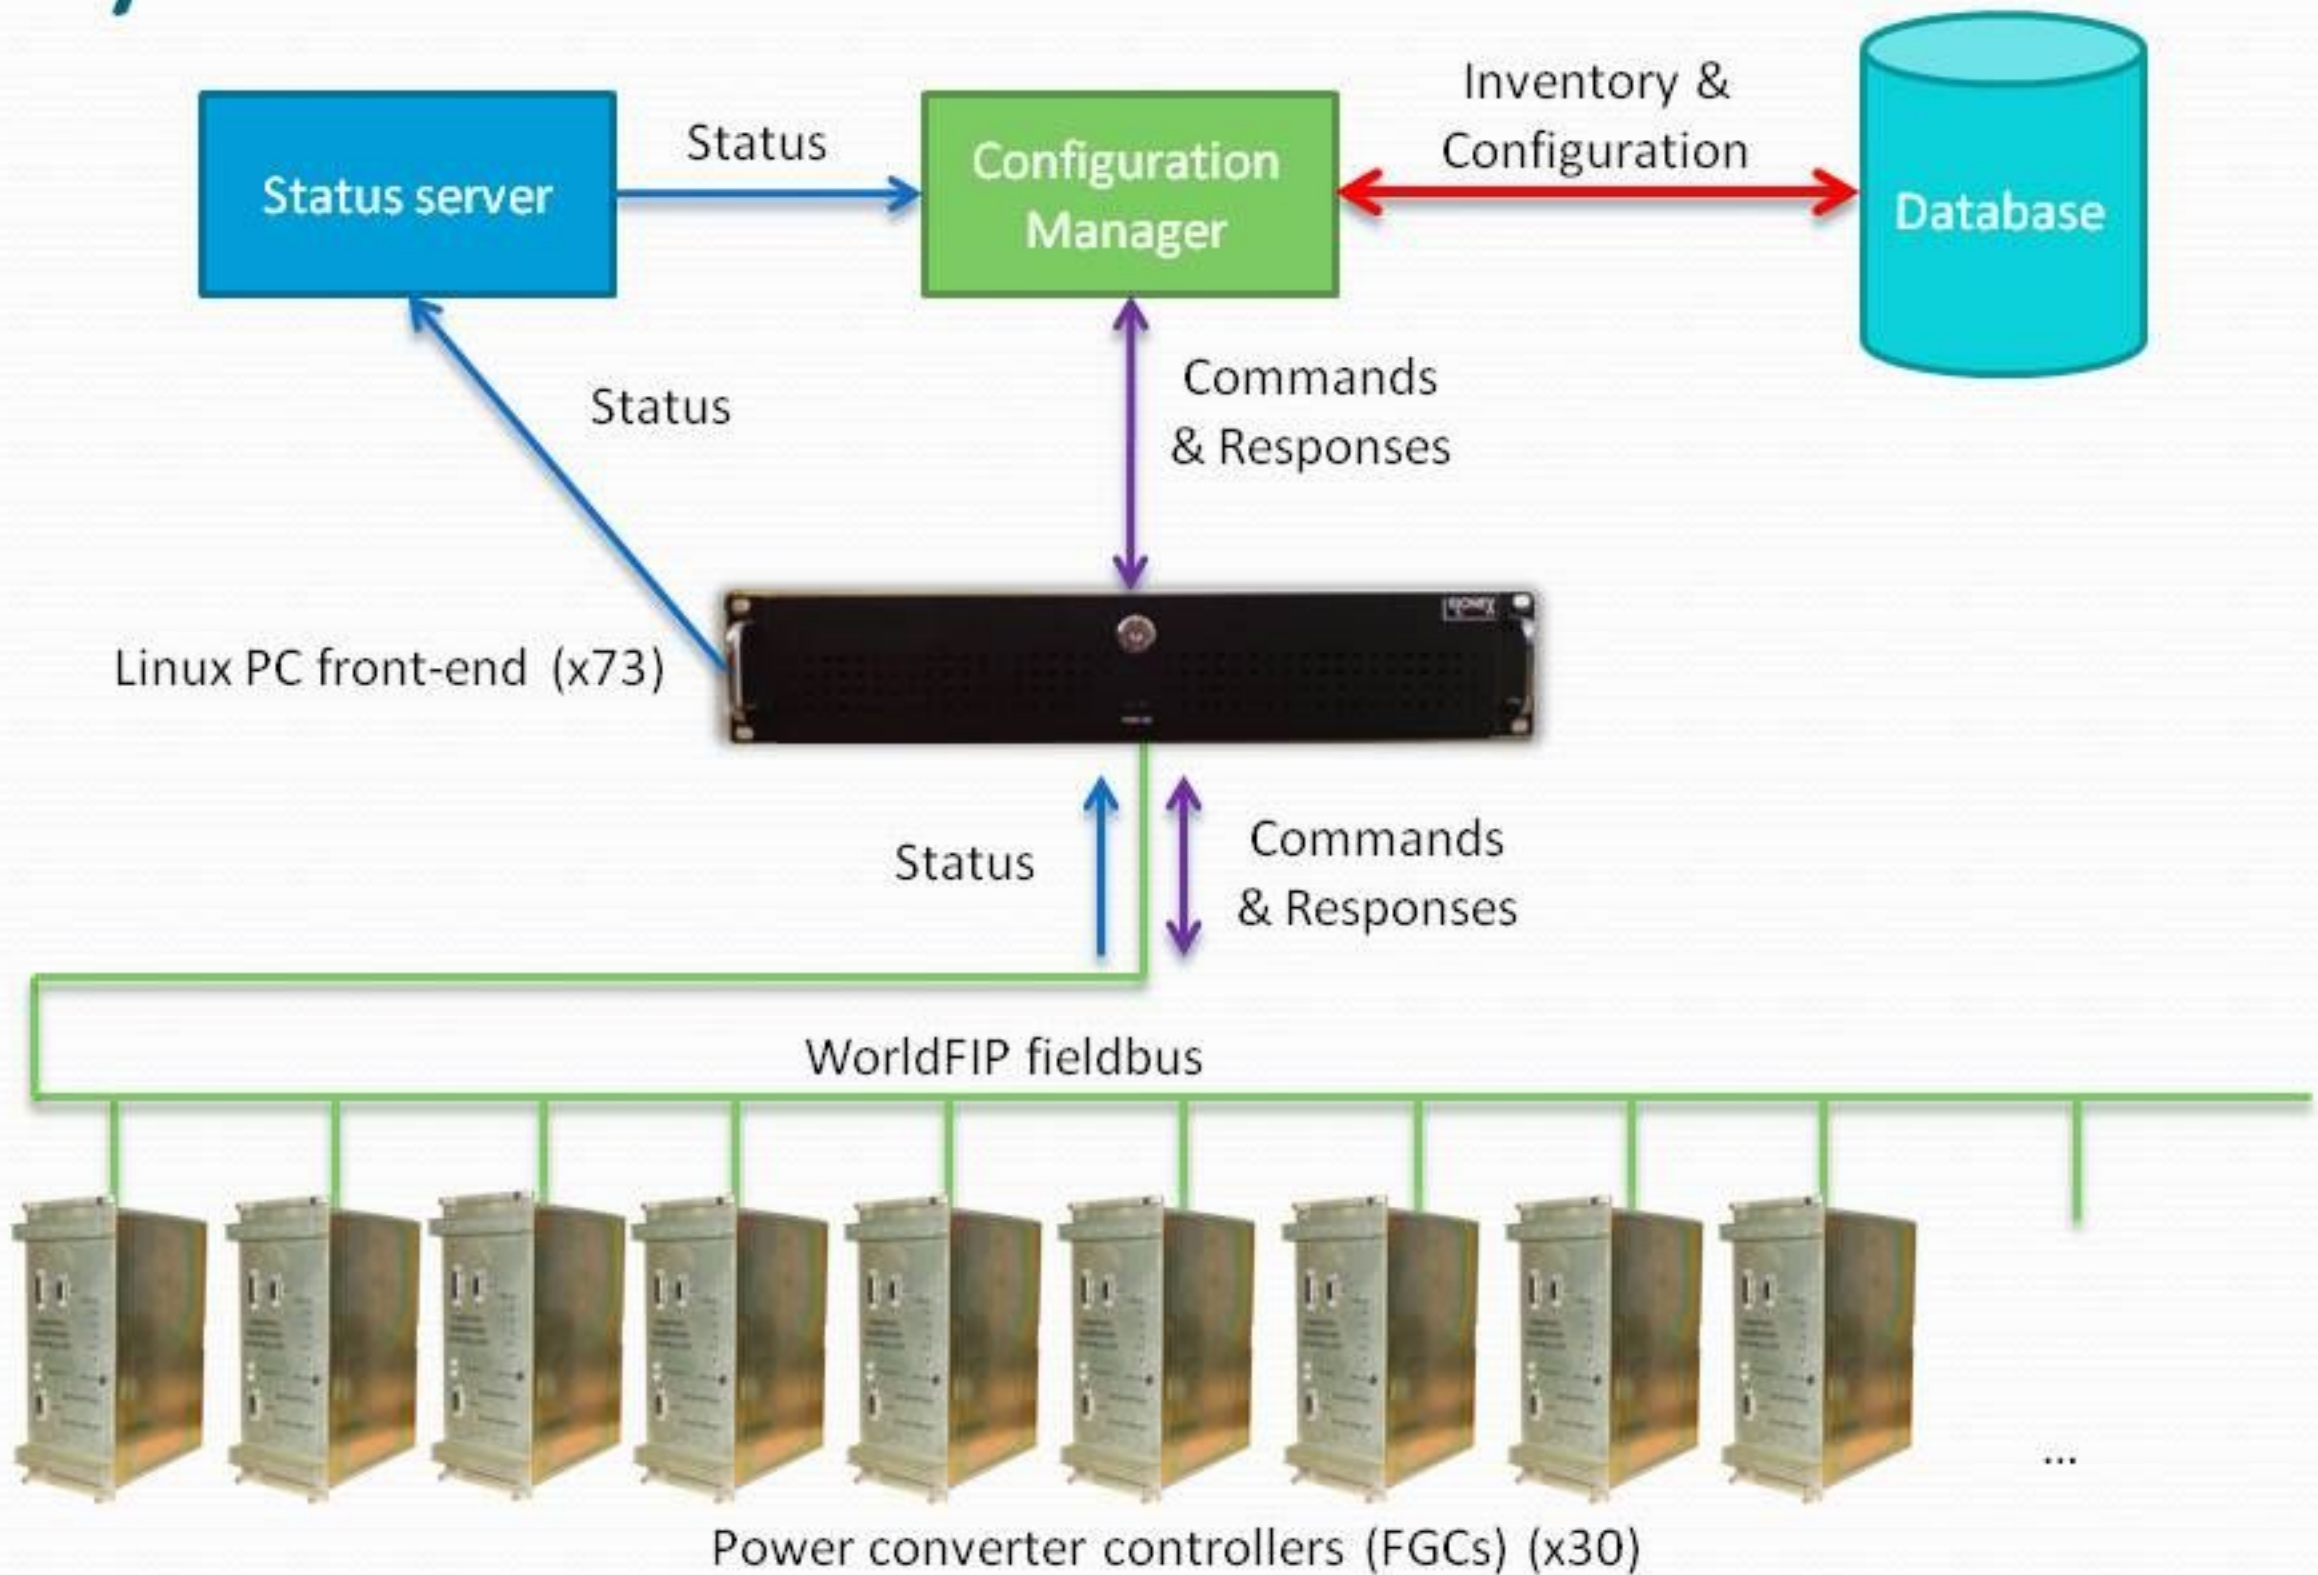 Inventory &
Configuration
Status
Configuration
Manager
Status server
Database
Status
Commands
& Responses
Linux PC front-end (x73)
Status
Commands
& Responses
WorldFIP fieldbus
...
Power converter controllers (FGCs) (x30)